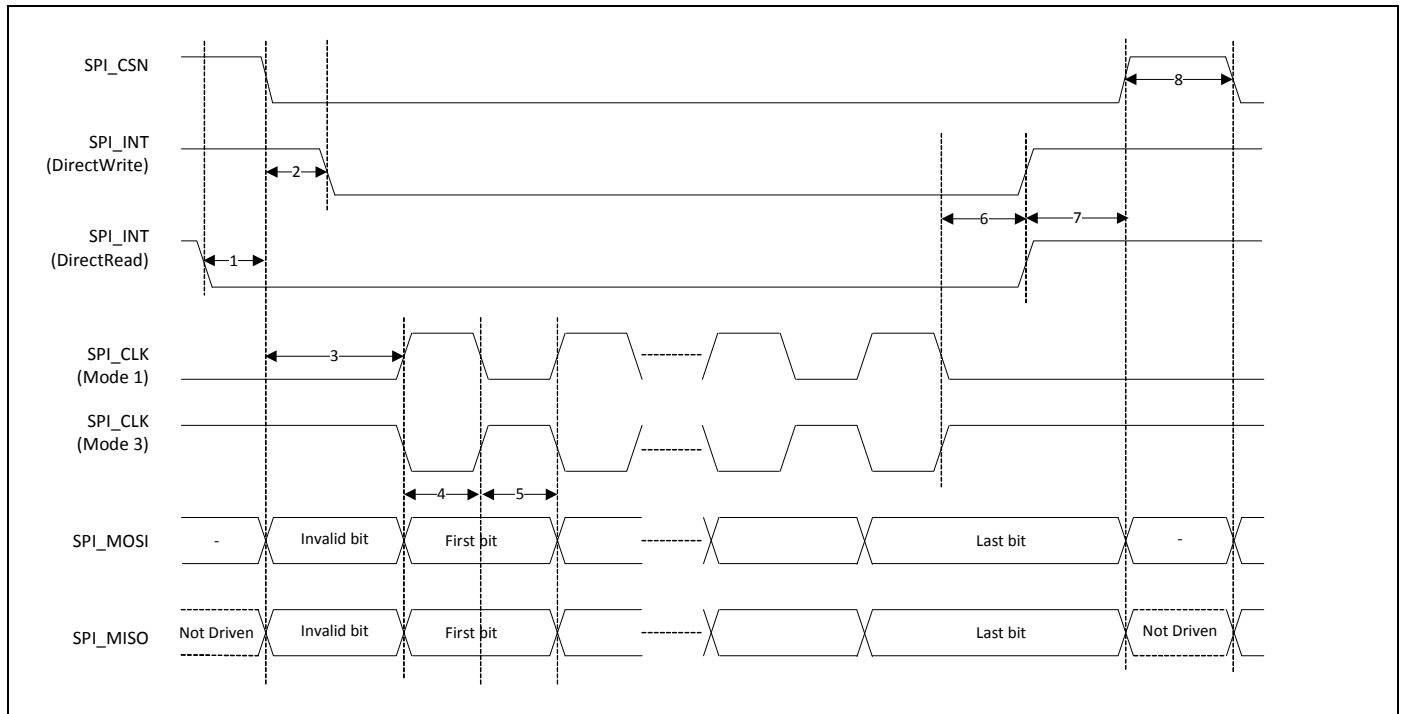 SPI_CSN
8
SPI_INT
(DirectWrite)
2
6
7
SPI_INT
(DirectRead)
1
SPI_CLK
(Mode 1)
3
SPI_CLK
(Mode 3)
4
5
SPI_MOSI
-
Invalid bit
First bit
Last bit
-
SPI_MISO
Not Driven
Invalid bit
First bit
Last bit
Not Driven